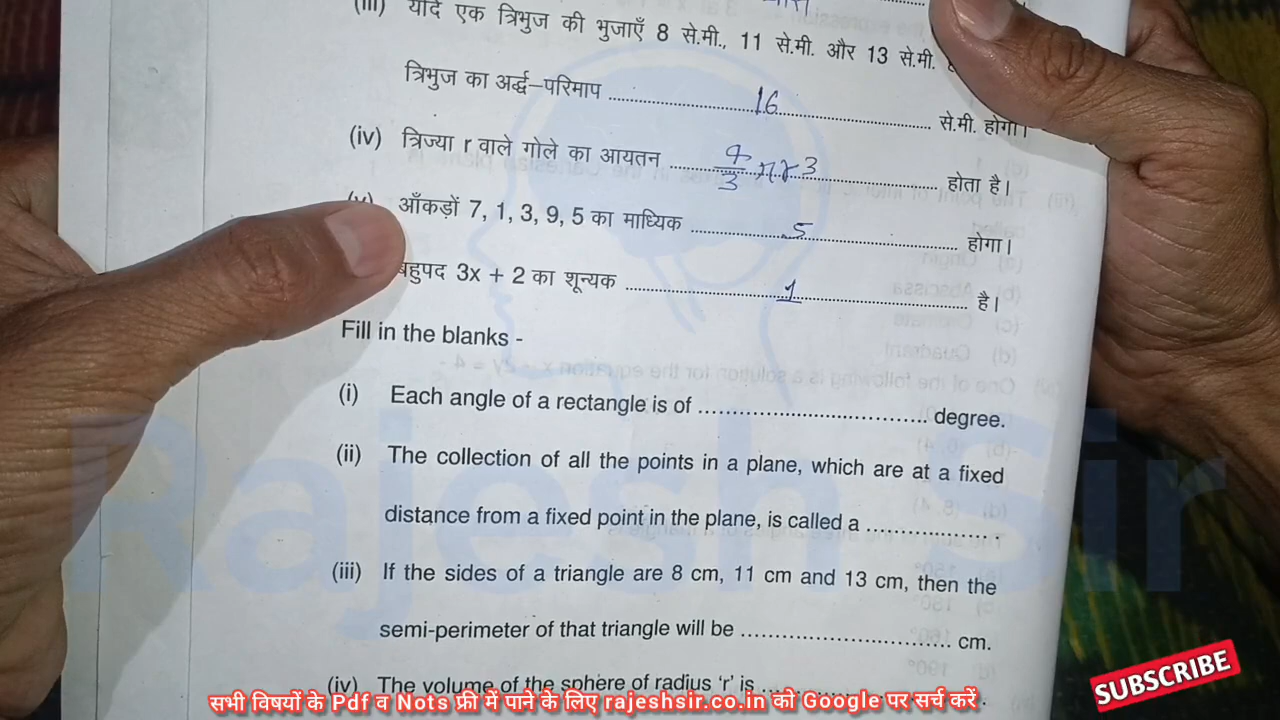 (iii) यदि एक त्रिभुज की भुजाएँ 8 से.मी., 11 से.मी. और 13 से.मी.
त्रिभुज का अर्द्ध–परिमाप ........ 16 ........ से.मी. होगा।
(iv) त्रिज्या r वाले गोले का आयतन ........ 4/3 πr3 ........ होता है।
(v) आँकड़ों 7, 1, 3, 9, 5 का माध्यिक ........ 5 ........ होगा।
बहुपद 3x + 2 का शून्यक ........ 1 ........ है।
Fill in the blanks -
(i) Each angle of a rectangle is of ........ degree.
(ii) The collection of all the points in a plane, which are at a fixed
distance from a fixed point in the plane, is called a ........ .
(iii) If the sides of a triangle are 8 cm, 11 cm and 13 cm, then the
semi-perimeter of that triangle will be ........ cm.
(iv) The volume of the sphere of radius ‘r’ is ........ .
Rajesh Sir
SUBSCRIBE
सभी विषयों के Pdf व Nots फ्री में पाने के लिए rajeshsir.co.in को Google पर सर्च करें